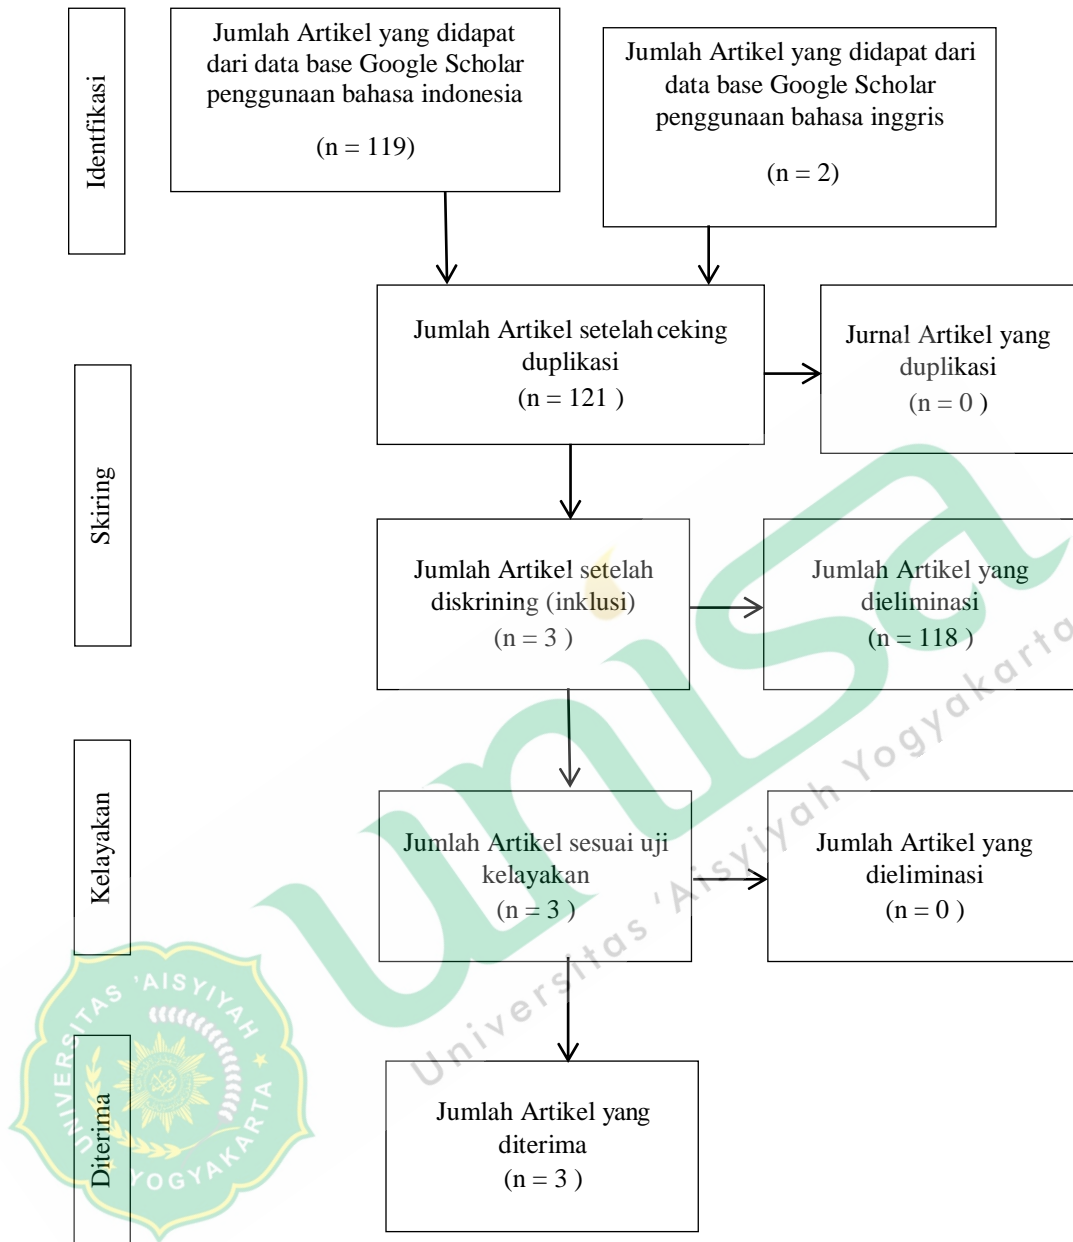 Identfikasi
Jumlah Artikel yang didapat
dari data base Google Scholar
penggunaan bahasa indonesia
(n = 119)
Jumlah Artikel yang didapat dari
data base Google Scholar
penggunaan bahasa inggris
(n = 2)
Skiring
Jumlah Artikel setelah ceking
duplikasi
(n = 121 )
Jurnal Artikel yang
duplikasi
(n = 0 )
Jumlah Artikel setelah
diskrining (inklusi)
(n = 3 )
Jumlah Artikel yang
dieliminasi
(n = 118 )
Kelayakan
Jumlah Artikel sesuai uji
kelayakan
(n = 3 )
Jumlah Artikel yang
dieliminasi
(n = 0 )
Diterima
Jumlah Artikel yang
diterima
(n = 3 )
unisa
Universitas 'Aisyiyah Yogyakarta
UNIVERSITAS 'AISYIYAH
YOGYAKARTA